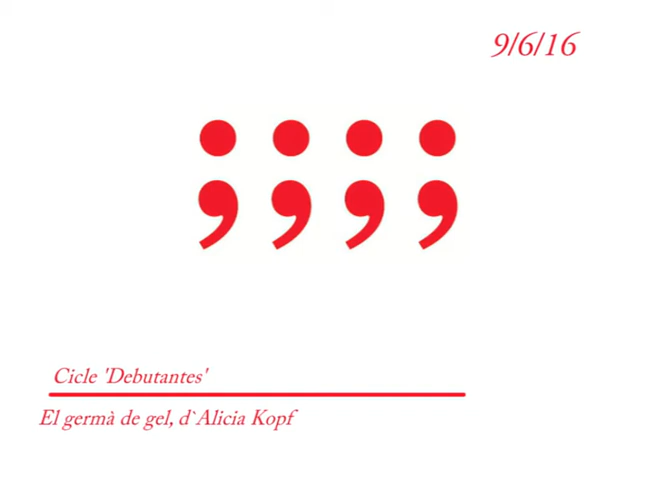 9/6/16
;;;;
Cicle 'Debutantes'
El germà de gel, d`Alicia Kopf